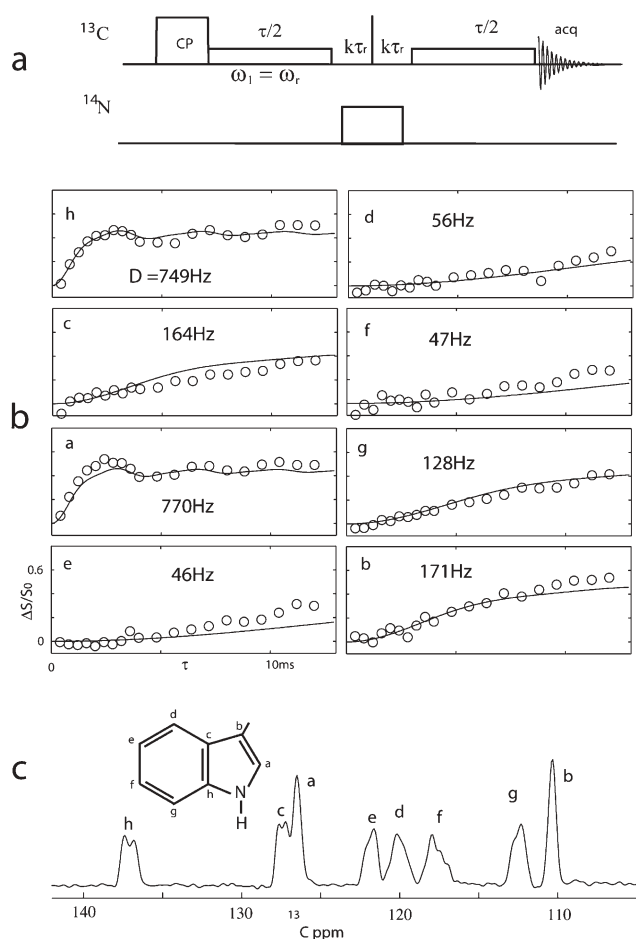 a
¹³C
CP
τ/2
kτᵣ
kτᵣ
τ/2
acq
ω₁ = ωᵣ
¹⁴N
b
h
D =749Hz
d
56Hz
c
164Hz
f
47Hz
a
770Hz
g
128Hz
e
46Hz
b
171Hz
ΔS/S₀
0.6
0
0
τ
10ms
c
d
e
c
b
a
f
h
g
N
H
h
c
a
e
d
f
g
b
140
130
120
110
13
C ppm